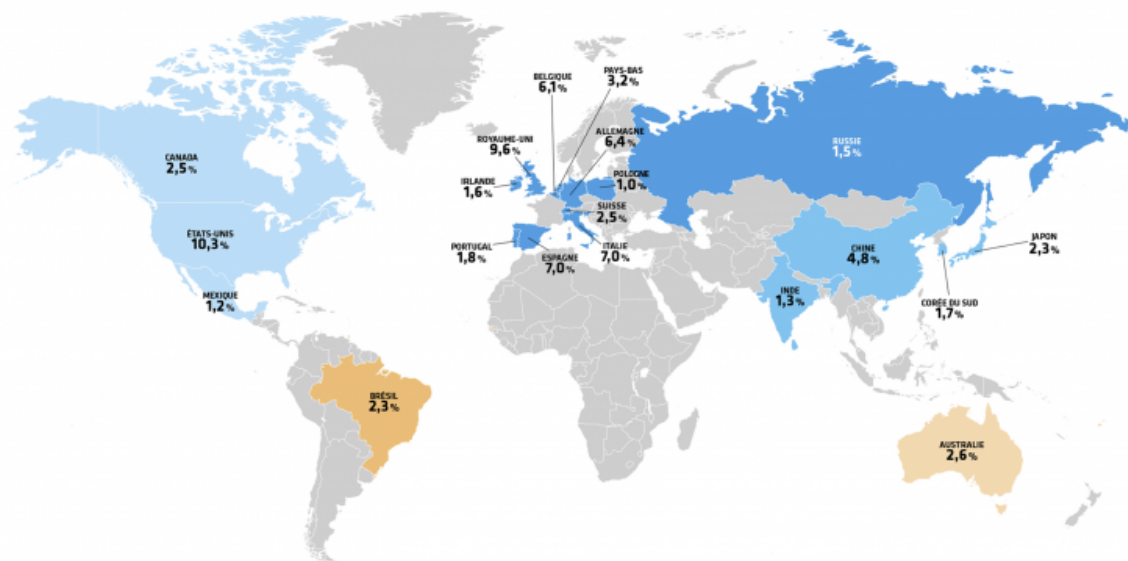 BELGIQUE
6,1%
PAYS-BAS
3,2%
ROYAUME-UNI
9,6%
ALLEMAGNE
6,4%
RUSSIE
1,5%
CANADA
2,5%
IRLANDE
1,6%
POLOGNE
1,0%
SUISSE
2,5%
ÉTATS-UNIS
10,3%
PORTUGAL
1,8%
ESPAGNE
7,0%
ITALIE
7,0%
CHINE
4,8%
JAPON
2,3%
MEXIQUE
1,2%
INDE
1,3%
CORÉE DU SUD
1,7%
BRÉSIL
2,3%
AUSTRALIE
2,6%